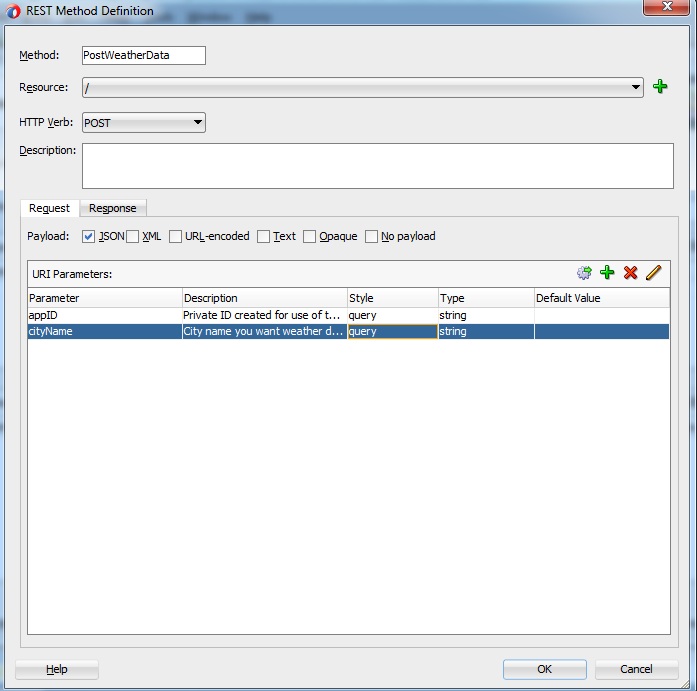 REST Method Definition
Method: PostWeatherData
Resource: /
HTTP Verb: POST
Description:
Request Response
Payload: JSON XML URL-encoded Text Opaque No payload
URI Parameters:
Parameter Description Style Type Default Value
appID Private ID created for use of t... query string
cityName City name you want weather d... query string
Help OK Cancel